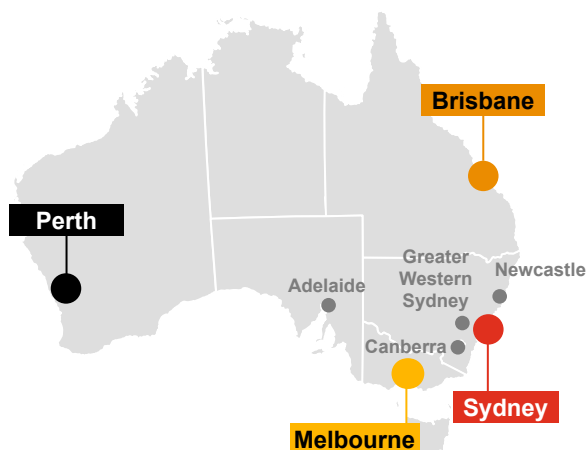 Brisbane
Perth
Greater
Western
Sydney
Newcastle
Adelaide
Canberra
Sydney
Melbourne